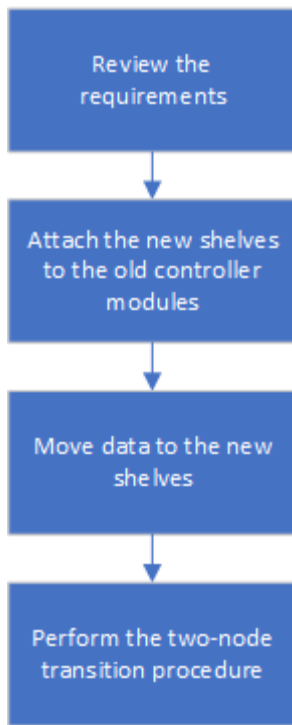 Review the
requirements
Attach the new shelves
to the old controller
modules
Move data to the new
shelves
Perform the two-node
transition procedure